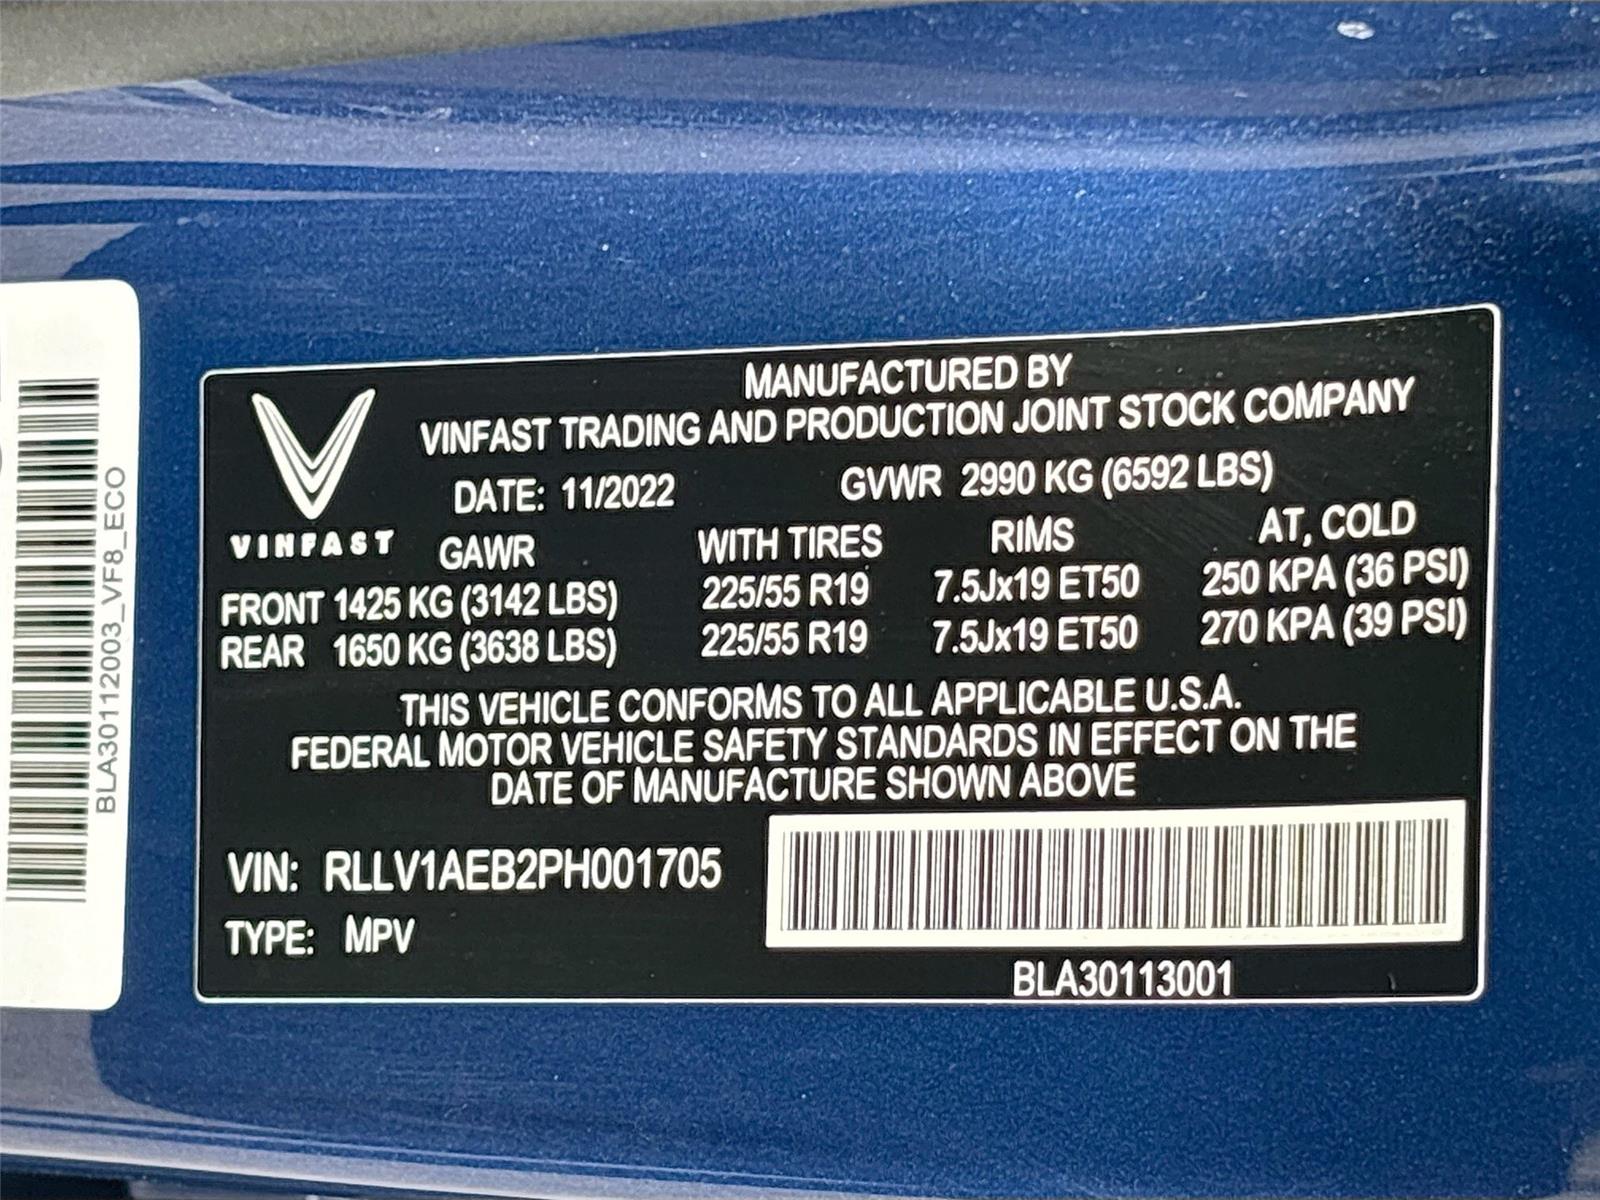 MANUFACTURED BY
VINFAST TRADING AND PRODUCTION JOINT STOCK COMPANY
DATE: 11/2022 GVWR 2990 KG (6592 LBS)
VINFAST
GAWR WITH TIRES RIMS AT, COLD
FRONT 1425 KG (3142 LBS) 225/55 R19 7.5Jx19 ET50 250 KPA (36 PSI)
REAR 1650 KG (3638 LBS) 225/55 R19 7.5Jx19 ET50 270 KPA (39 PSI)
THIS VEHICLE CONFORMS TO ALL APPLICABLE U.S.A.
FEDERAL MOTOR VEHICLE SAFETY STANDARDS IN EFFECT ON THE
DATE OF MANUFACTURE SHOWN ABOVE
VIN: RLLV1AEB2PH001705
TYPE: MPV
BLA30113001
BLA30112003_VF8_ECO